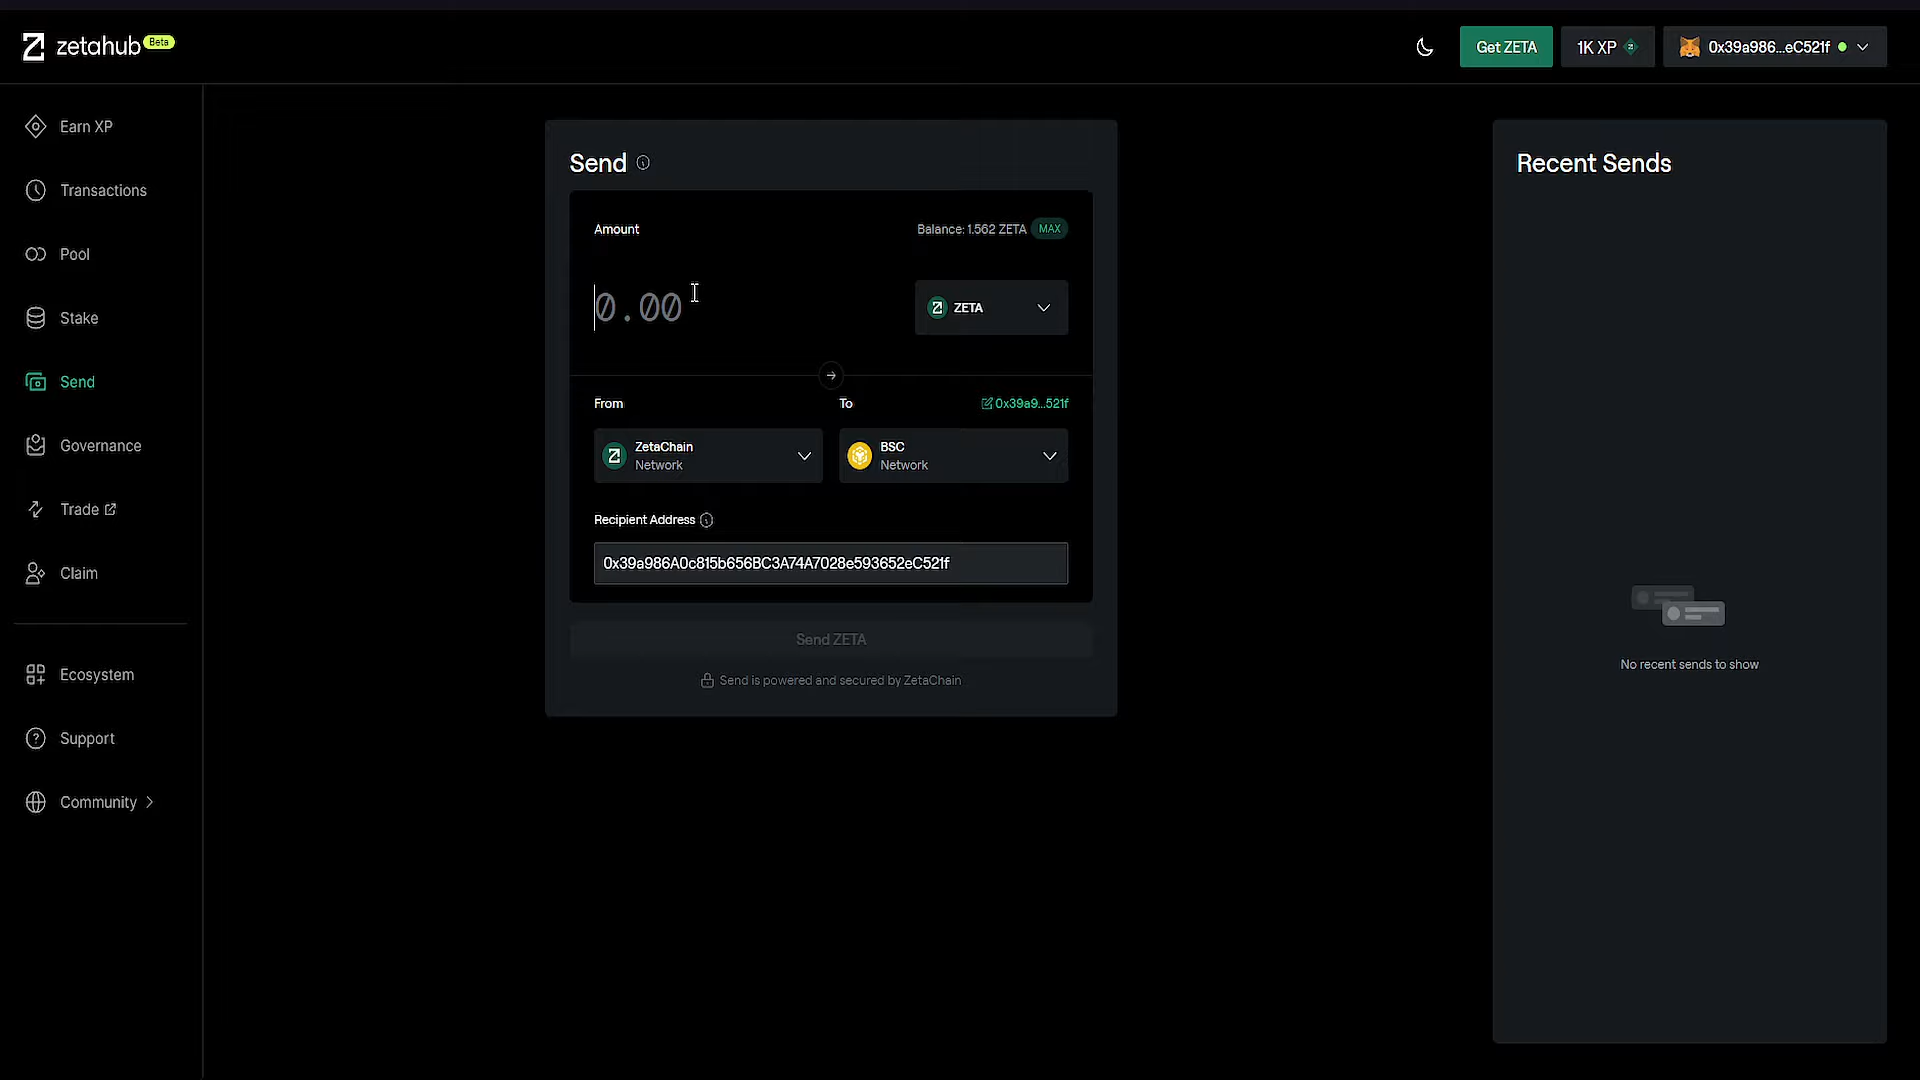 zetahub Beta
Get ZETA
1K XP
0x39a986...eC521f
Earn XP
Transactions
Pool
Stake
Send
Governance
Trade
Claim
Ecosystem
Support
Community
Send
Amount
Balance: 1.562 ZETA MAX
0.00
ZETA
From
To
0x39a9...521f
ZetaChain
Network
BSC
Network
Recipient Address
0x39a986A0c815b656BC3A74A7028e593652eC521f
Send ZETA
Send is powered and secured by ZetaChain
Recent Sends
No recent sends to show